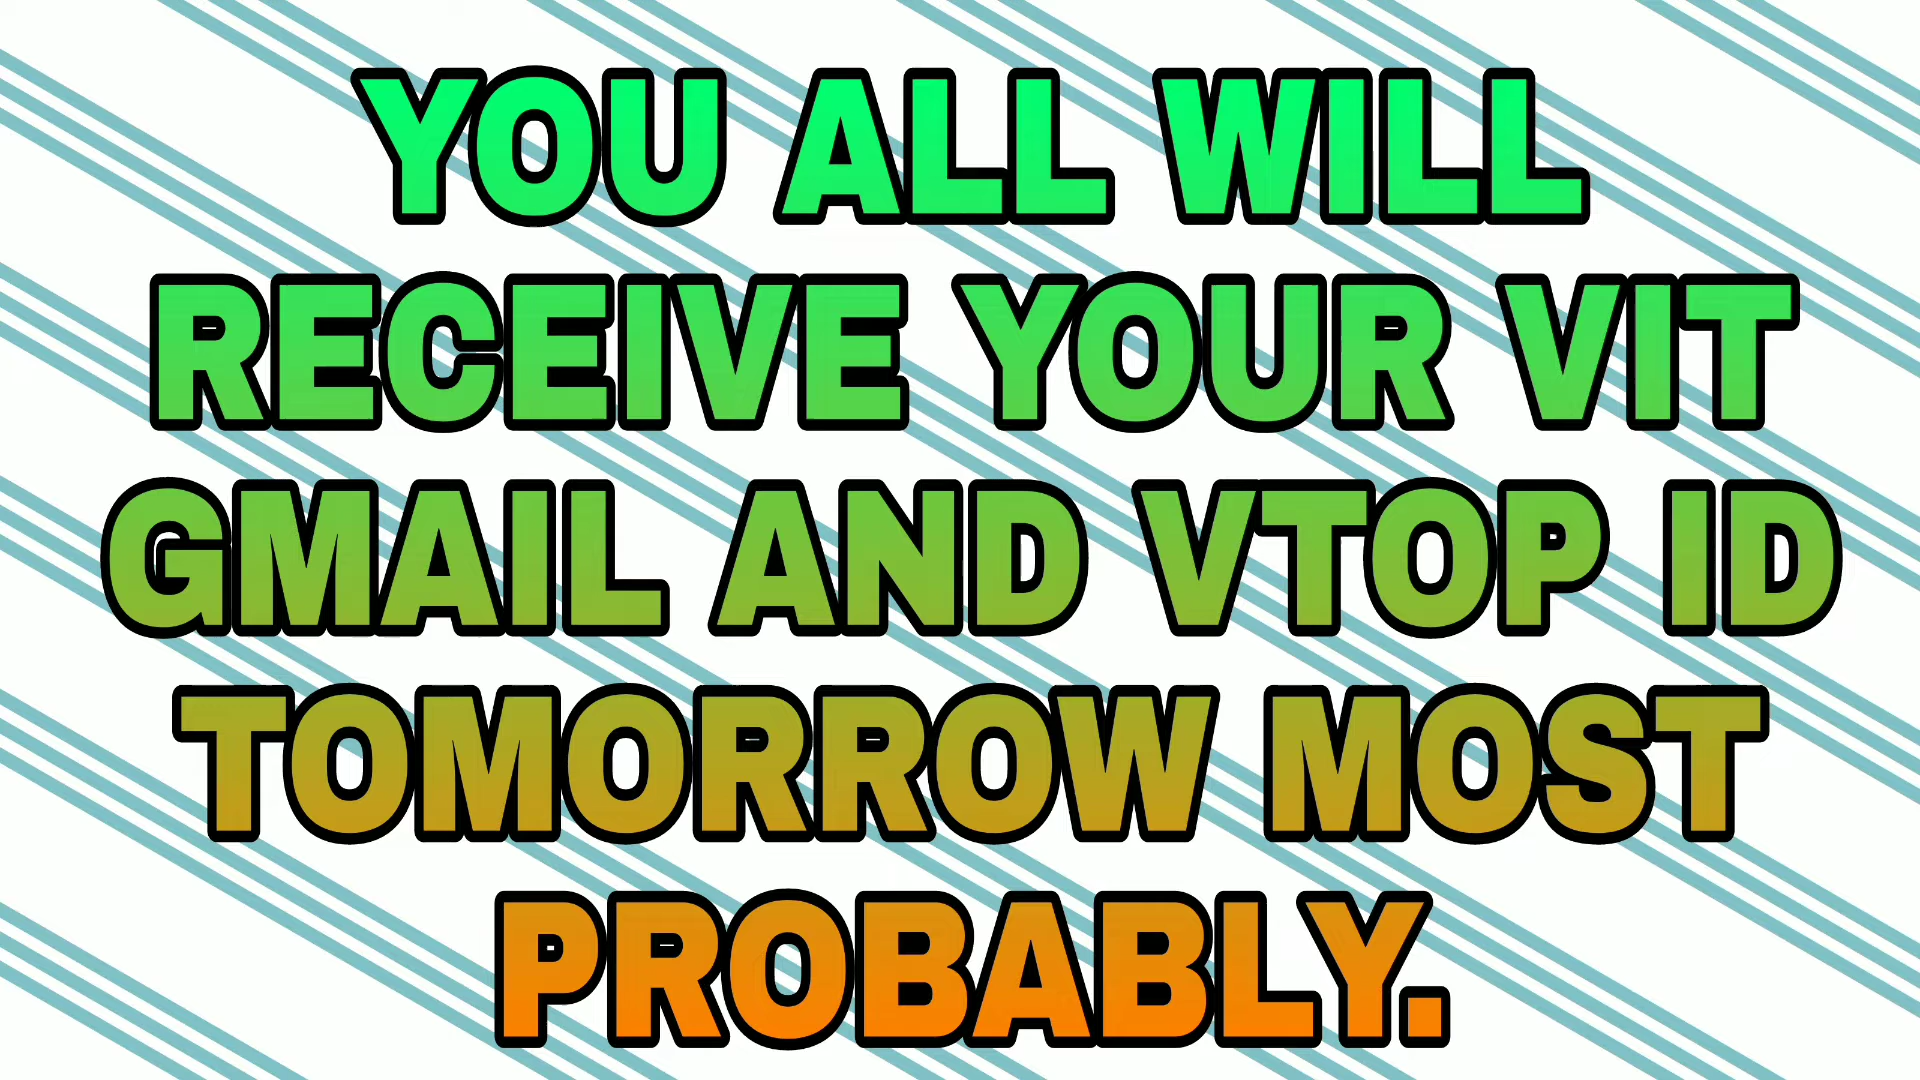 YOU ALL WILL
RECEIVE YOUR VIT
GMAIL AND VTOP ID
TOMORROW MOST
PROBABLY.